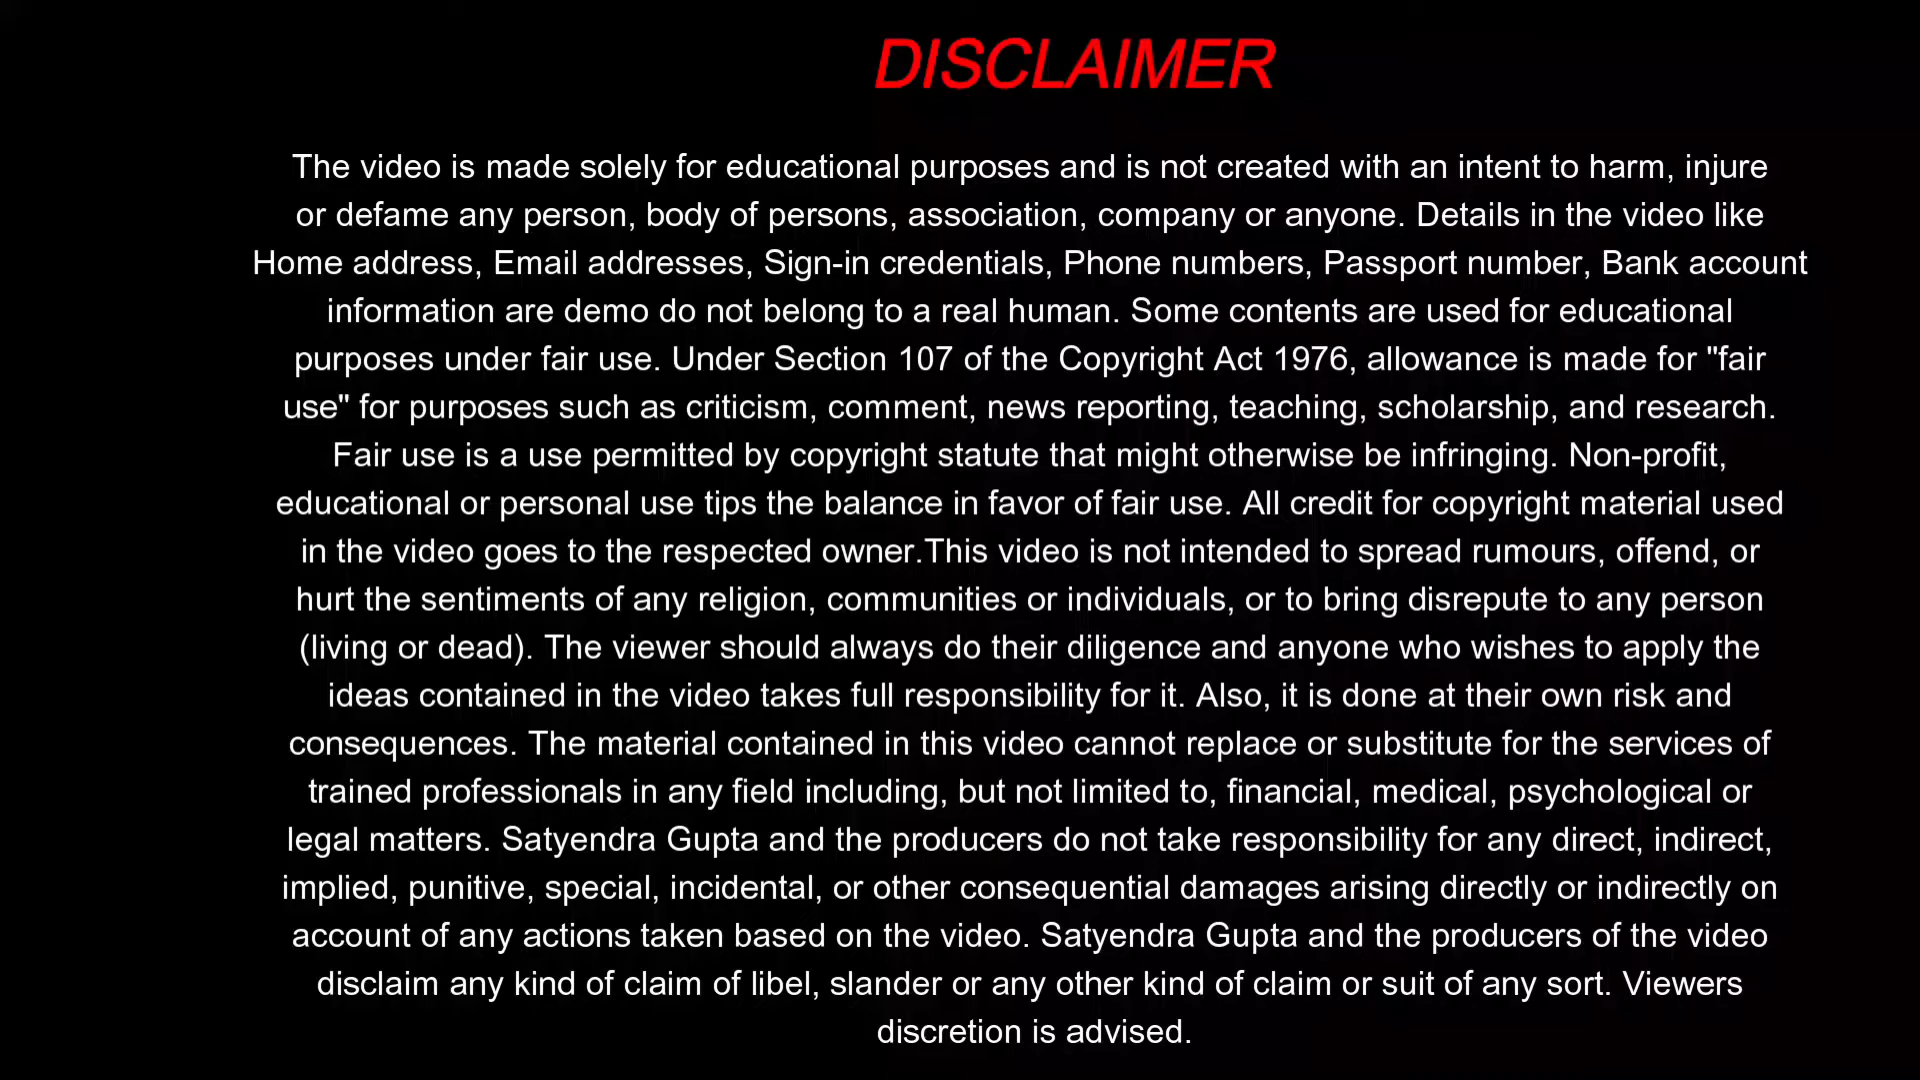 DISCLAIMER
The video is made solely for educational purposes and is not created with an intent to harm, injure
or defame any person, body of persons, association, company or anyone. Details in the video like
Home address, Email addresses, Sign-in credentials, Phone numbers, Passport number, Bank account
information are demo do not belong to a real human. Some contents are used for educational
purposes under fair use. Under Section 107 of the Copyright Act 1976, allowance is made for "fair
use" for purposes such as criticism, comment, news reporting, teaching, scholarship, and research.
Fair use is a use permitted by copyright statute that might otherwise be infringing. Non-profit,
educational or personal use tips the balance in favor of fair use. All credit for copyright material used
in the video goes to the respected owner.This video is not intended to spread rumours, offend, or
hurt the sentiments of any religion, communities or individuals, or to bring disrepute to any person
(living or dead). The viewer should always do their diligence and anyone who wishes to apply the
ideas contained in the video takes full responsibility for it. Also, it is done at their own risk and
consequences. The material contained in this video cannot replace or substitute for the services of
trained professionals in any field including, but not limited to, financial, medical, psychological or
legal matters. Satyendra Gupta and the producers do not take responsibility for any direct, indirect,
implied, punitive, special, incidental, or other consequential damages arising directly or indirectly on
account of any actions taken based on the video. Satyendra Gupta and the producers of the video
disclaim any kind of claim of libel, slander or any other kind of claim or suit of any sort. Viewers
discretion is advised.